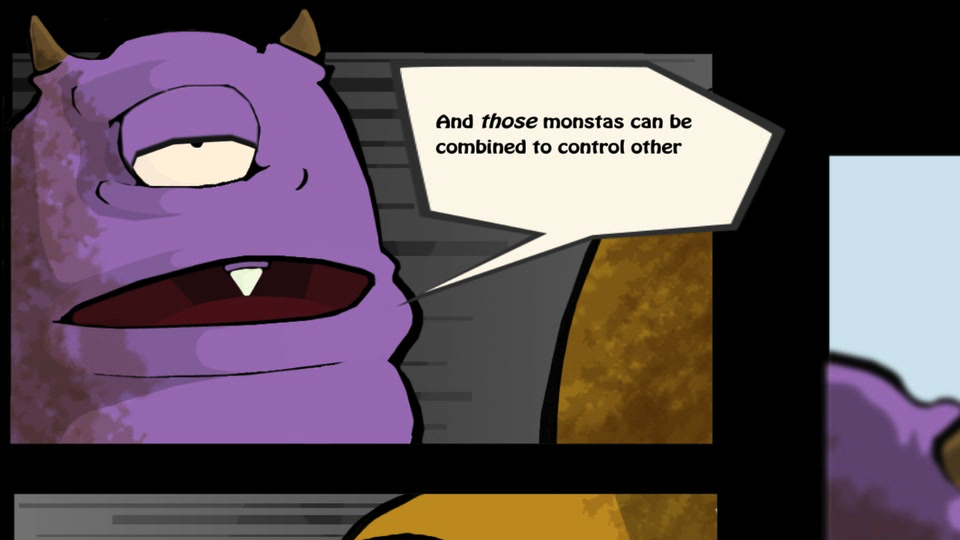 And those monstas can be
combined to control other